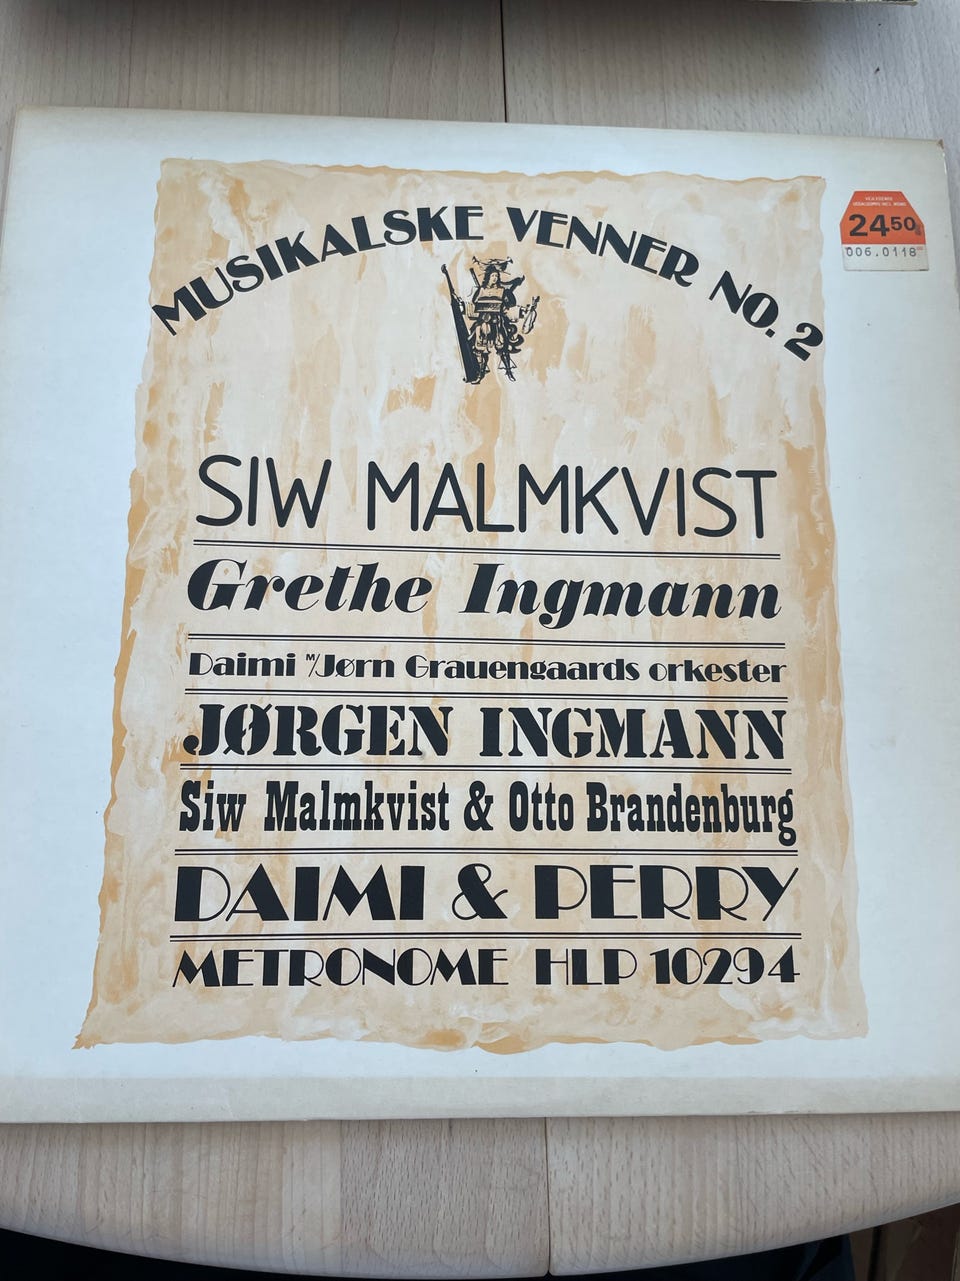 MUSIKALSKE VENNER NO. 2
24 50
006.0118
SIW MALMKVIST
Grethe Ingmann
Daimi M/Jørn Grauengaards orkester
JØRGEN INGMANN
Siw Malmkvist & Otto Brandenburg
DAIMI & PERRY
METRONOME HLP 10294